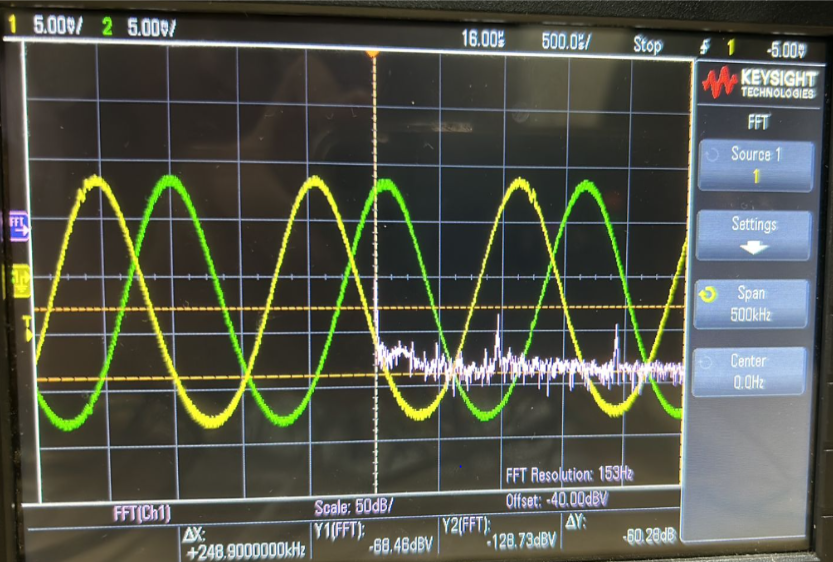 1 5.00V/ 2 5.00V/ 16.00s 500.0s/ Stop 1 -5.00V
KEYSIGHT
TECHNOLOGIES
FFT
Source 1
1
Settings
FFT
Span
500kHz
Center
0.0Hz
FFT Resolution: 153Hz
FFT(Ch1) Scale: 50dB/ Offset: -40.00dBV
ΔX:
+248.9000000kHz
Y1(FFT):
-68.46dBV
Y2(FFT):
-128.73dBV
ΔY:
-60.28dB